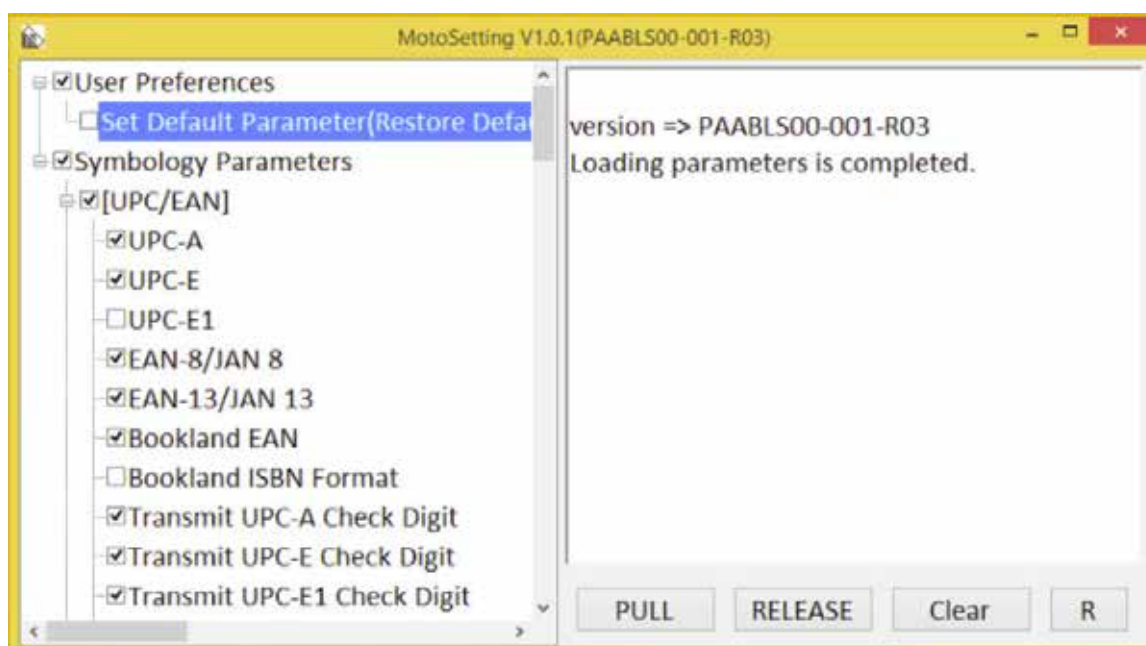 MotoSetting V1.0.1(PAABLS00-001-R03)
User Preferences
Set Default Parameter(Restore Defa
Symbology Parameters
[UPC/EAN]
UPC-A
UPC-E
UPC-E1
EAN-8/JAN 8
EAN-13/JAN 13
Bookland EAN
Bookland ISBN Format
Transmit UPC-A Check Digit
Transmit UPC-E Check Digit
Transmit UPC-E1 Check Digit
version => PAABLS00-001-R03
Loading parameters is completed.
PULL RELEASE Clear R